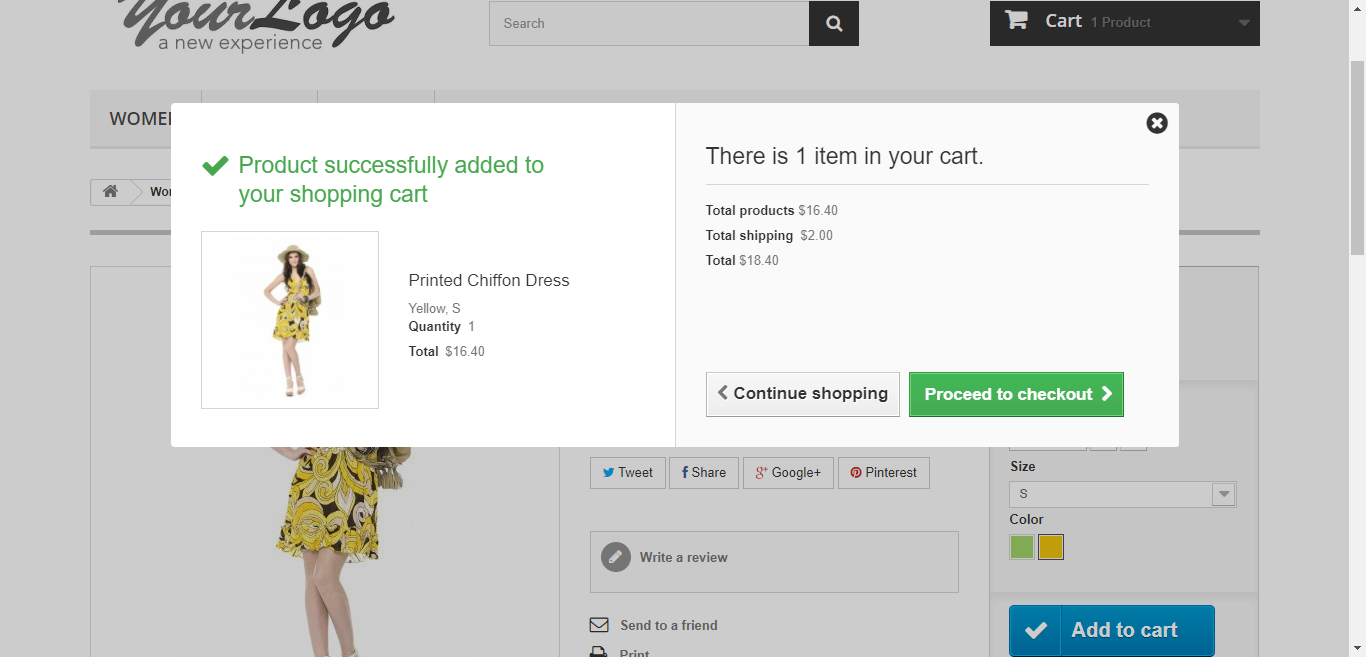 YourLogo
a new experience
Search
Cart 1 Product
WOME
Wo
Product successfully added to
your shopping cart
Printed Chiffon Dress
Yellow, S
Quantity 1
Total $16.40
There is 1 item in your cart.
Total products $16.40
Total shipping $2.00
Total $18.40
Continue shopping
Proceed to checkout
Tweet
Share
Google+
Pinterest
Write a review
Send to a friend
Print
Size
S
Color
Add to cart